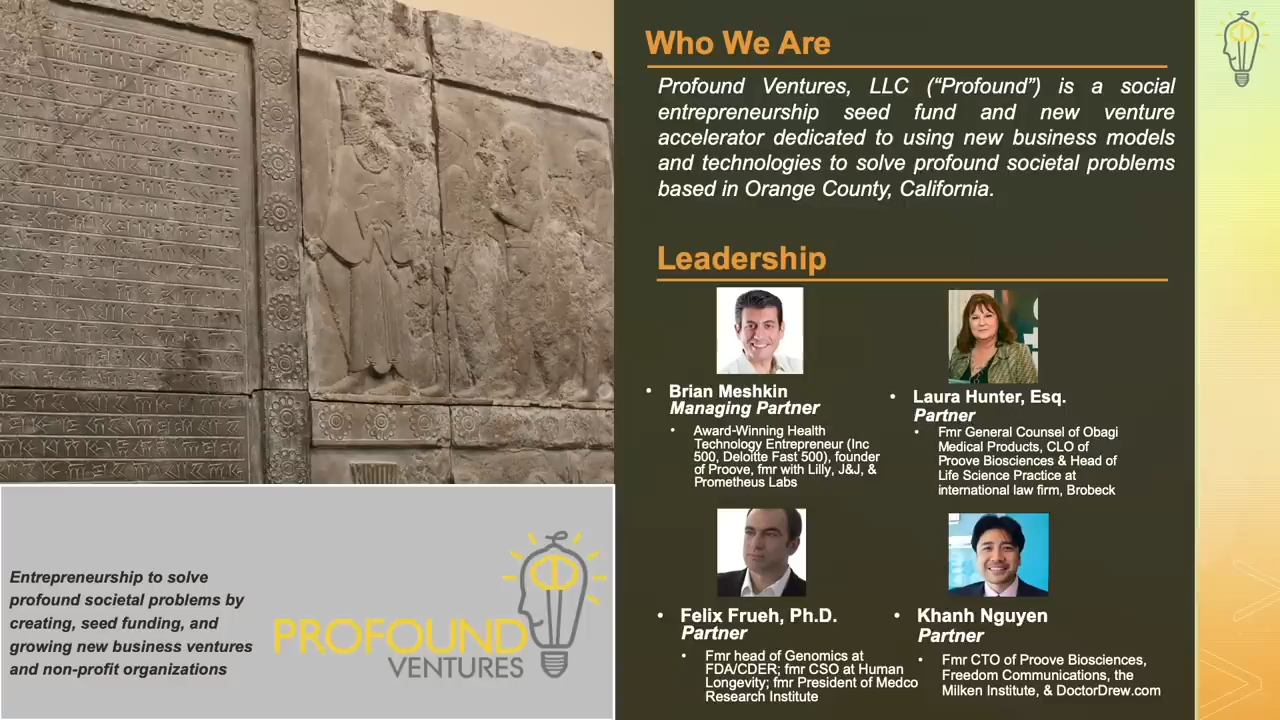 Who We Are
Profound Ventures, LLC (“Profound”) is a social
entrepreneurship seed fund and new venture
accelerator dedicated to using new business models
and technologies to solve profound societal problems
based in Orange County, California.
Leadership
• Brian Meshkin
Managing Partner
• Award-Winning Health
Technology Entrepreneur (Inc
500, Deloitte Fast 500), founder
of Proove, fmr with Lilly, J&J, &
Prometheus Labs
• Laura Hunter, Esq.
Partner
• Fmr General Counsel of Obagi
Medical Products, CLO of
Proove Biosciences & Head of
Life Science Practice at
international law firm, Brobeck
• Felix Frueh, Ph.D.
Partner
• Fmr head of Genomics at
FDA/CDER; fmr CSO at Human
Longevity; fmr President of Medco
Research Institute
• Khanh Nguyen
Partner
• Fmr CTO of Proove Biosciences,
Freedom Communications, the
Milken Institute, & DoctorDrew.com
Entrepreneurship to solve
profound societal problems by
creating, seed funding, and
growing new business ventures
and non-profit organizations
PROFOUND
VENTURES